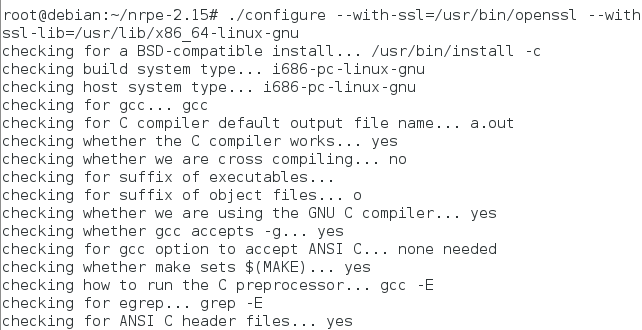 root@debian:~/nrpe-2.15# ./configure --with-ssl=/usr/bin/openssl --with
ssl-lib=/usr/lib/x86_64-linux-gnu
checking for a BSD-compatible install... /usr/bin/install -c
checking build system type... i686-pc-linux-gnu
checking host system type... i686-pc-linux-gnu
checking for gcc... gcc
checking for C compiler default output file name... a.out
checking whether the C compiler works... yes
checking whether we are cross compiling... no
checking for suffix of executables...
checking for suffix of object files... o
checking whether we are using the GNU C compiler... yes
checking whether gcc accepts -g... yes
checking for gcc option to accept ANSI C... none needed
checking whether make sets $(MAKE)... yes
checking how to run the C preprocessor... gcc -E
checking for egrep... grep -E
checking for ANSI C header files... yes